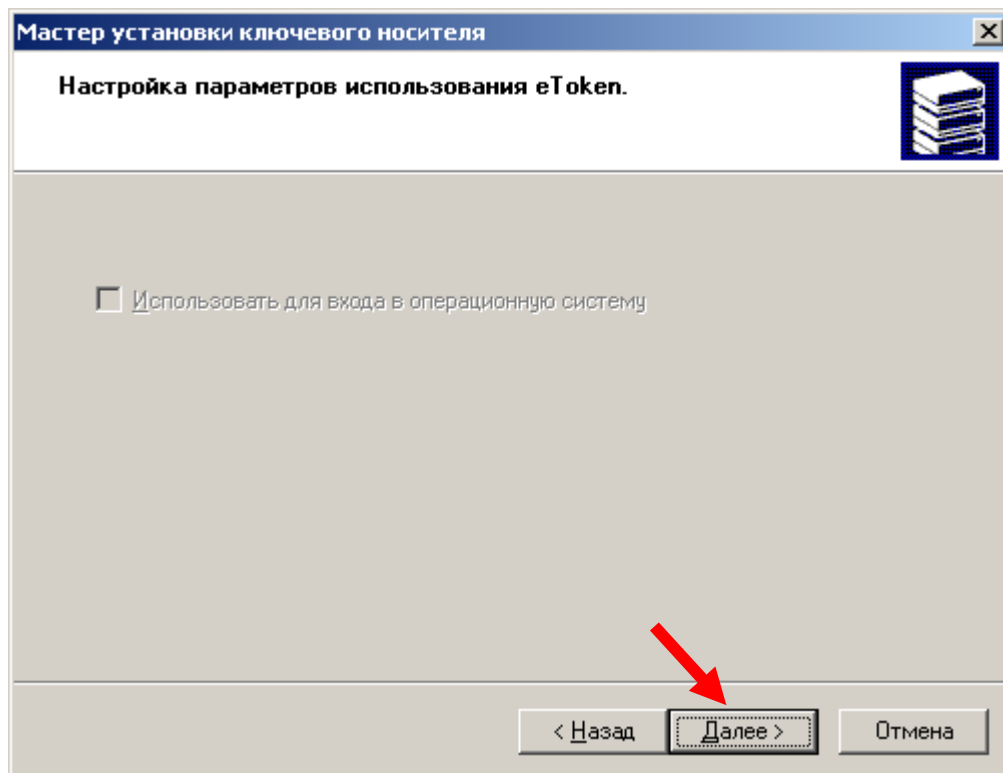 Мастер установки ключевого носителя
Настройка параметров использования eToken.
Использовать для входа в операционную систему
< Назад
Далее >
Отмена